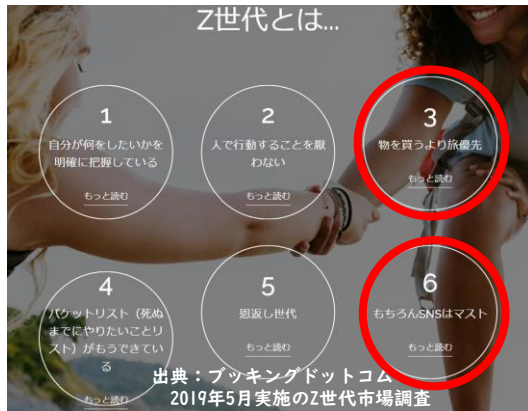 Z世代とは...
1
自分が何をしたいかを
明確に把握している
もっと読む
2
人で行動することを厭
わない
もっと読む
3
物を買うより旅優先
もっと読む
4
バケットリスト（死ぬ
までにやりたいことリ
スト）がもうできてい
る
もっと読む
5
恩返し世代
もっと読む
6
もちろんSNSはマスト
もっと読む
出典：ブッキングドットコム
2019年5月実施のZ世代市場調査